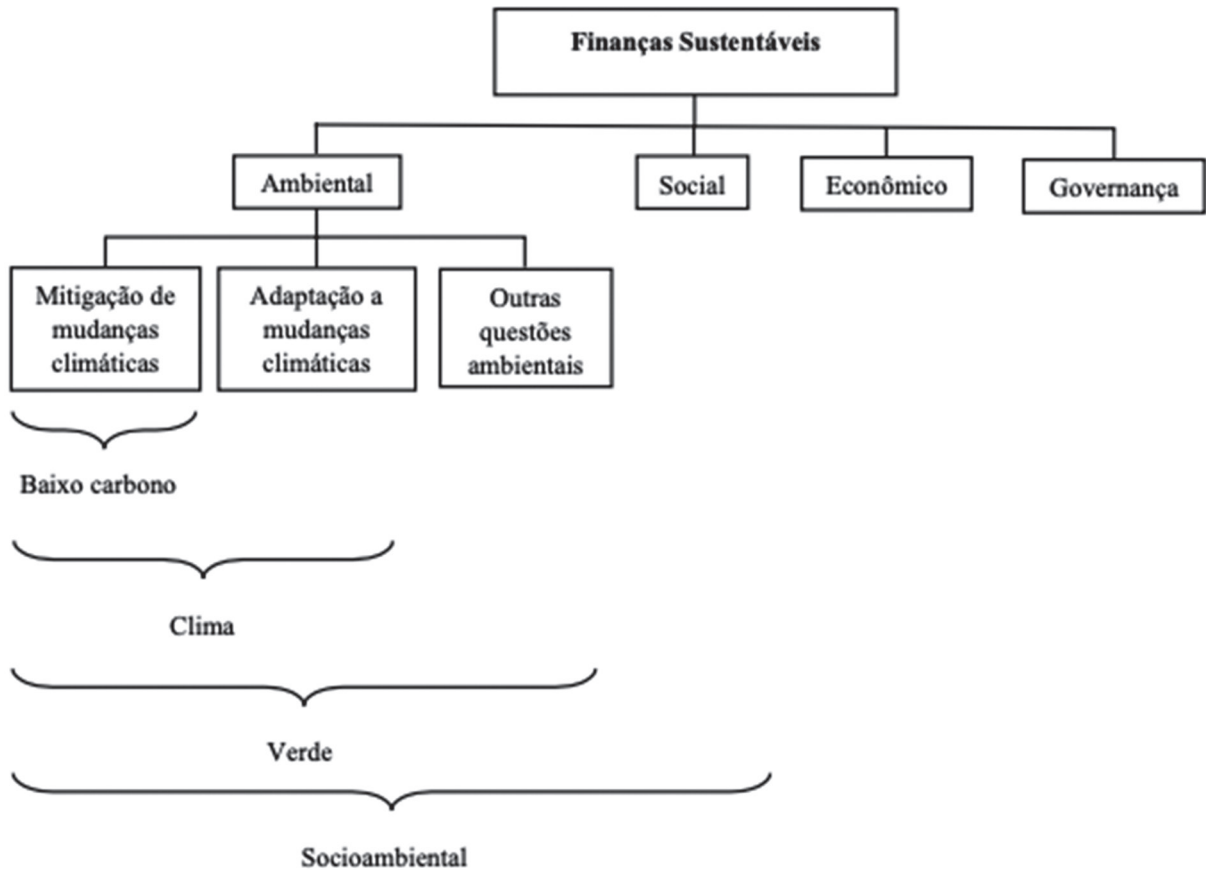 Finanças Sustentáveis
Ambiental
Social
Econômico
Governança
Mitigação de
mudanças
climáticas
Adaptação a
mudanças
climáticas
Outras
questões
ambientais
Baixo carbono
Clima
Verde
Socioambiental